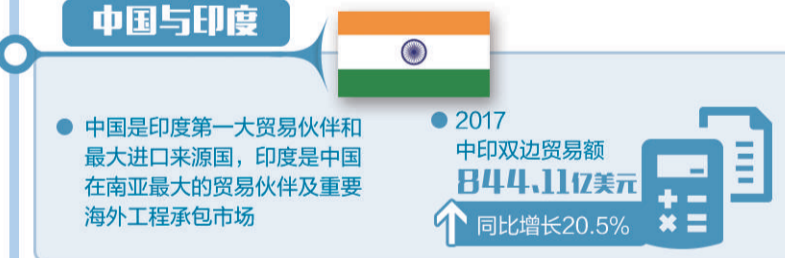 中国与印度
● 中国是印度第一大贸易伙伴和
最大进口来源国，印度是中国
在南亚最大的贸易伙伴及重要
海外工程承包市场
● 2017
中印双边贸易额
844.11亿美元
同比增长20.5%